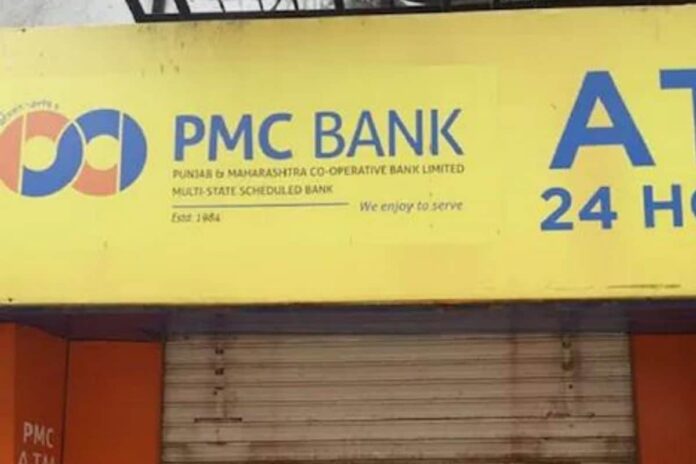 PMC BANK
PUNJAB & MAHARASHTRA CO-OPERATIVE BANK LIMITED
MULTI-STATE SCHEDULED BANK
Estd. 1984
We enjoy to serve
AT
24 HO
PMC
ATM